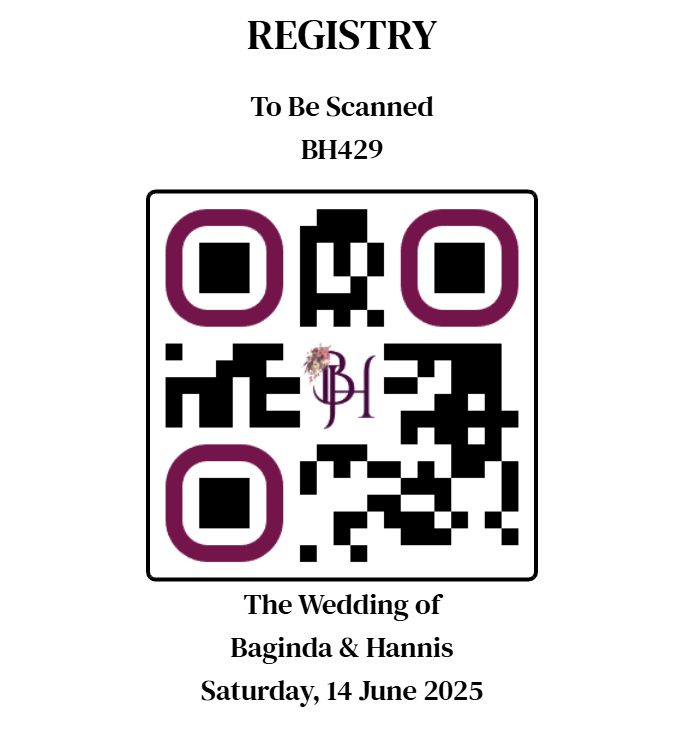 REGISTRY
To Be Scanned
BH429
BH
The Wedding of
Baginda & Hannis
Saturday, 14 June 2025